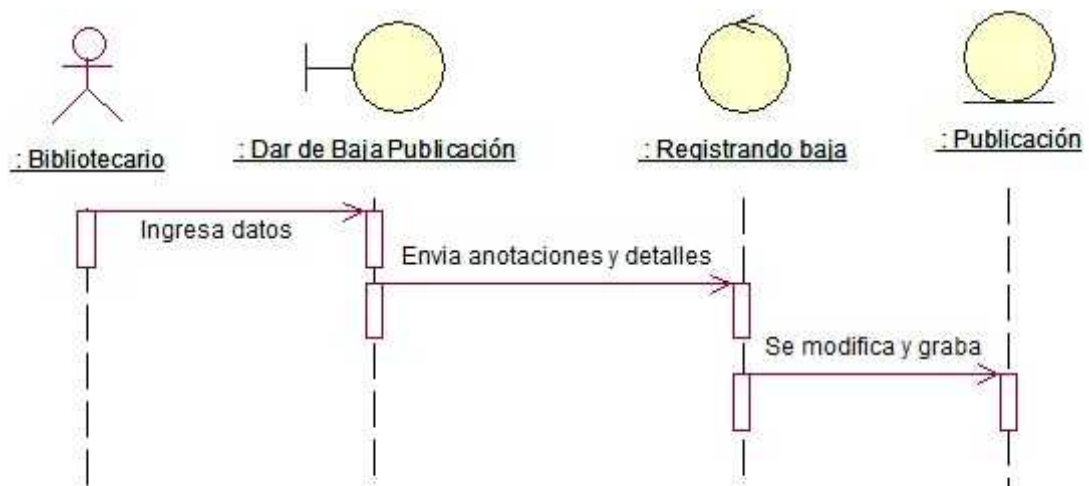 : Bibliotecario
: Dar de Baja Publicación
: Registrando baja
: Publicación
Ingresa datos
Envia anotaciones y detalles
Se modifica y graba